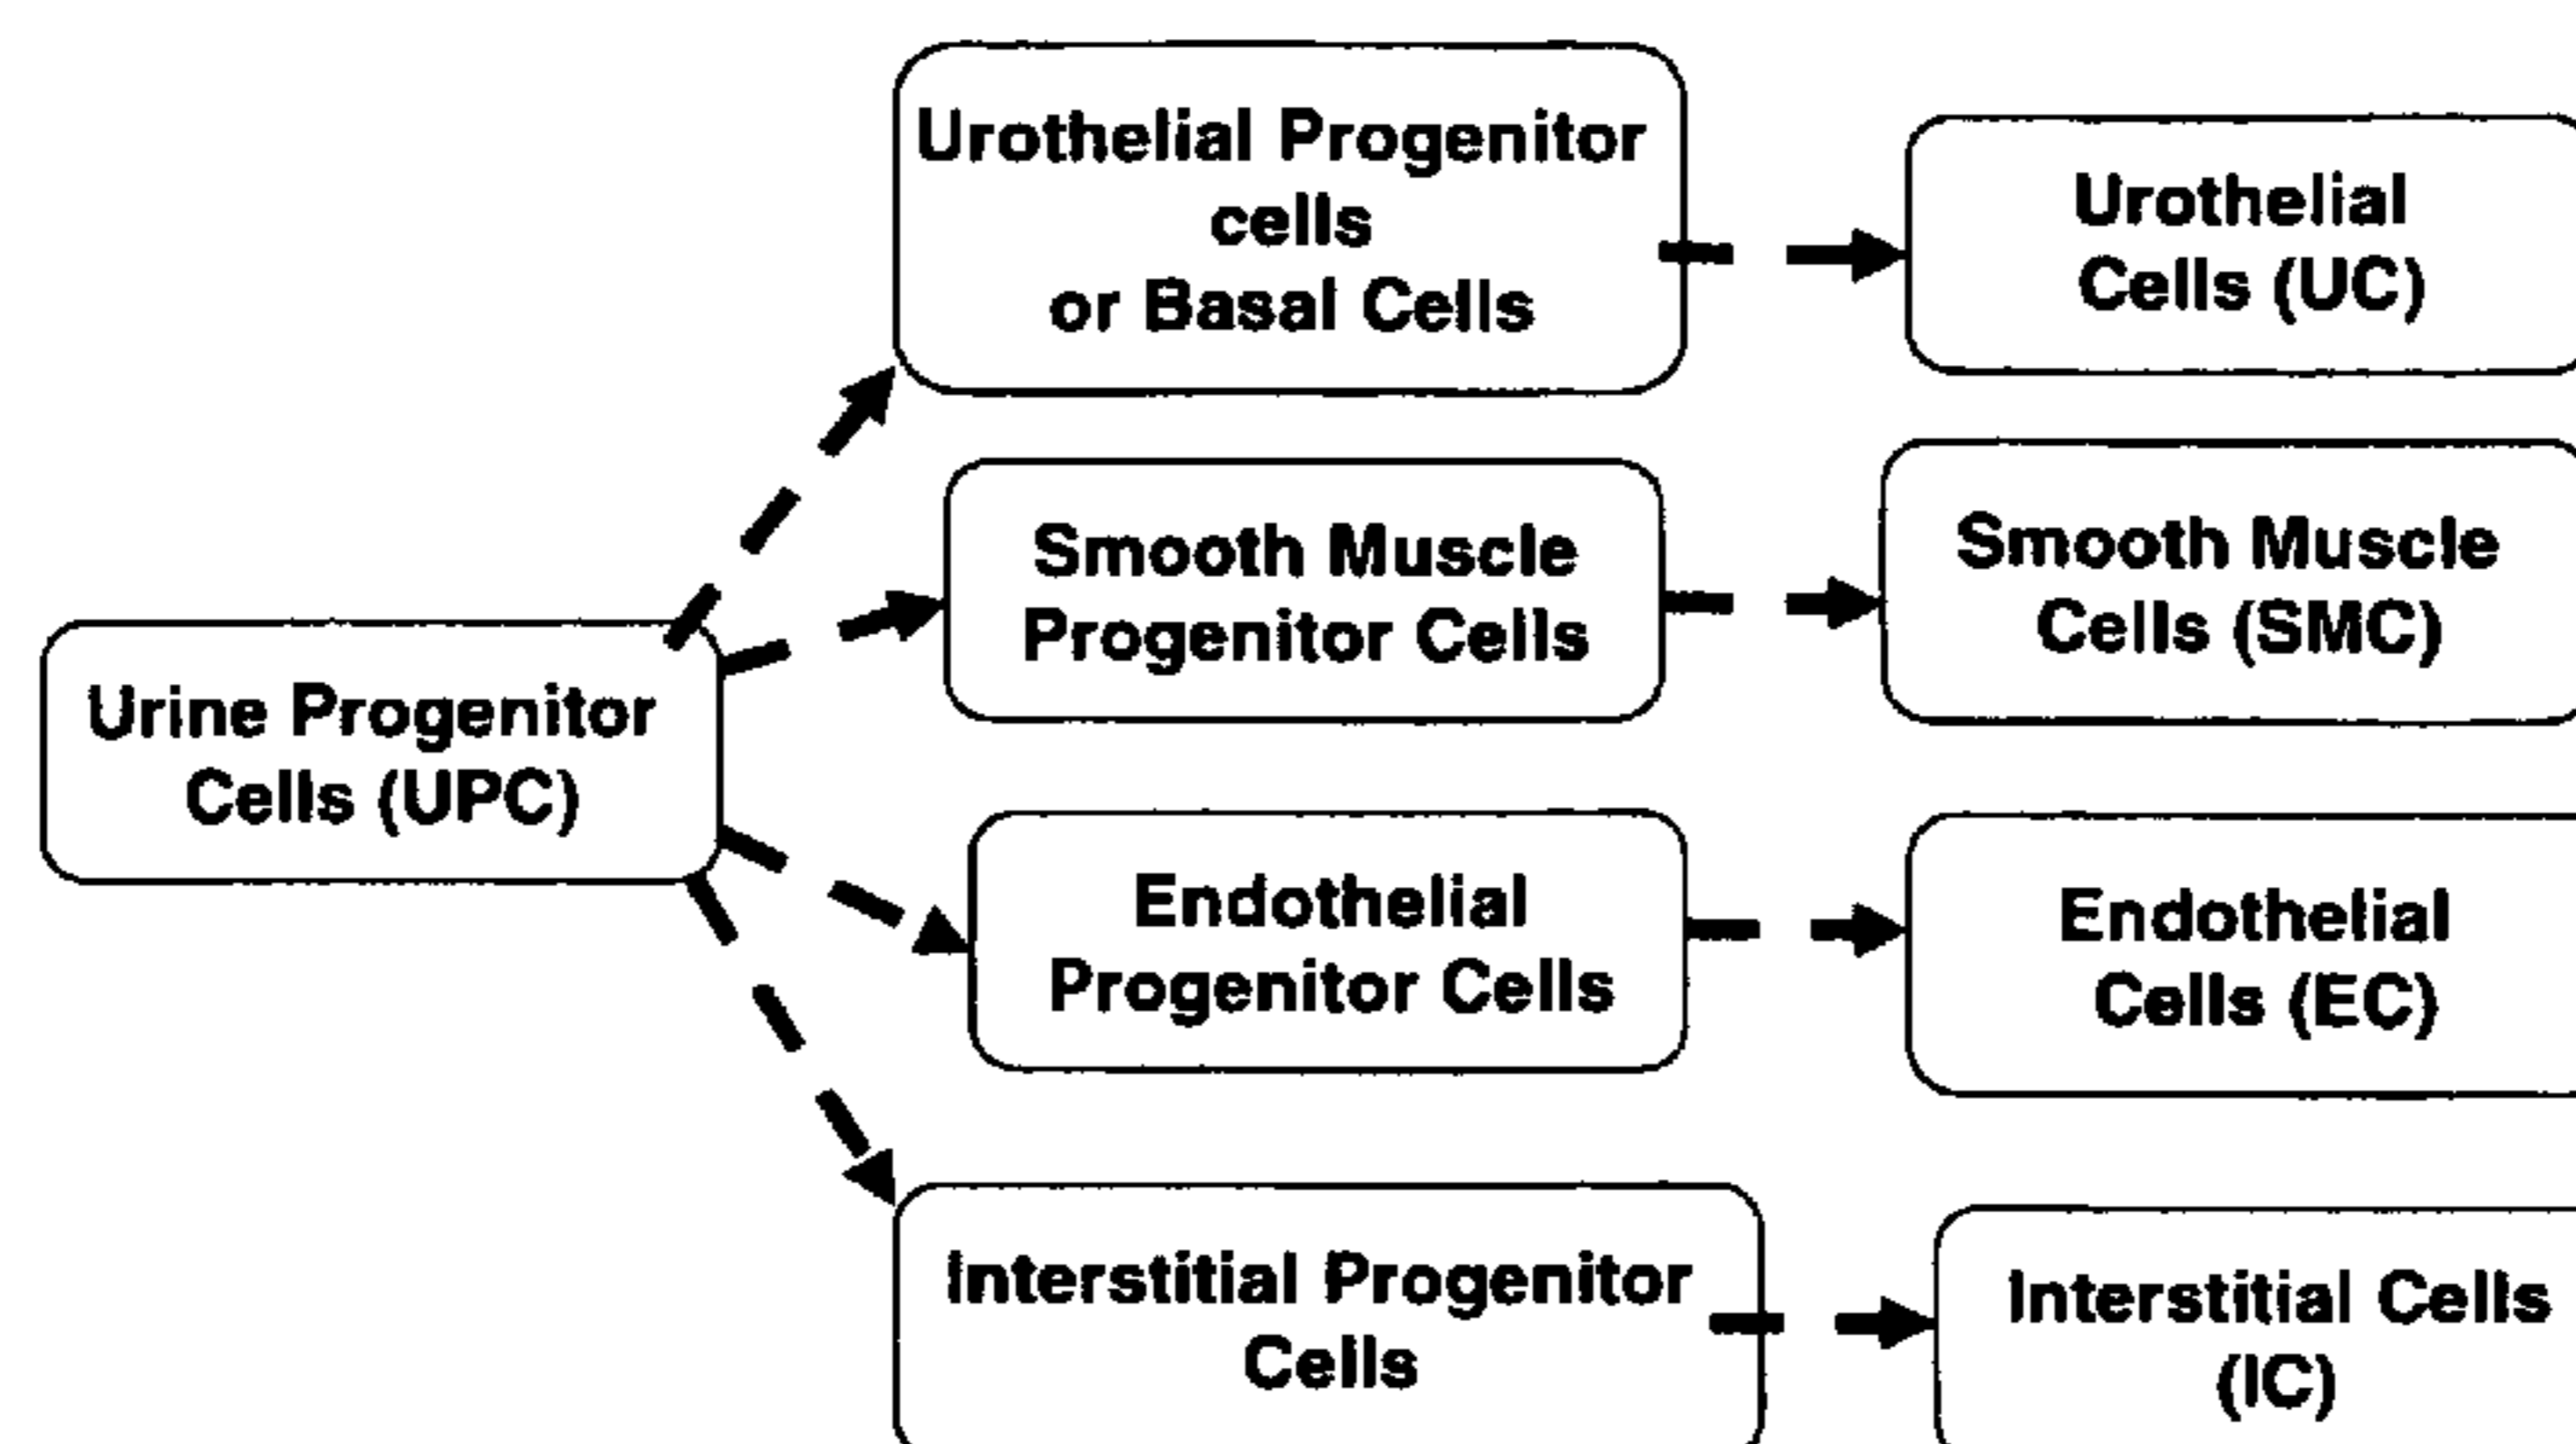 Urothelial Progenitor
cells
or Basal Cells
Urothelial
Cells (UC)
Smooth Muscle
Progenitor Cells
Smooth Muscle
Cells (SMC)
Urine Progenitor
Cells (UPC)
Endothelial
Progenitor Cells
Endothelial
Cells (EC)
Interstitial Progenitor
Cells
Interstitial Cells
(IC)